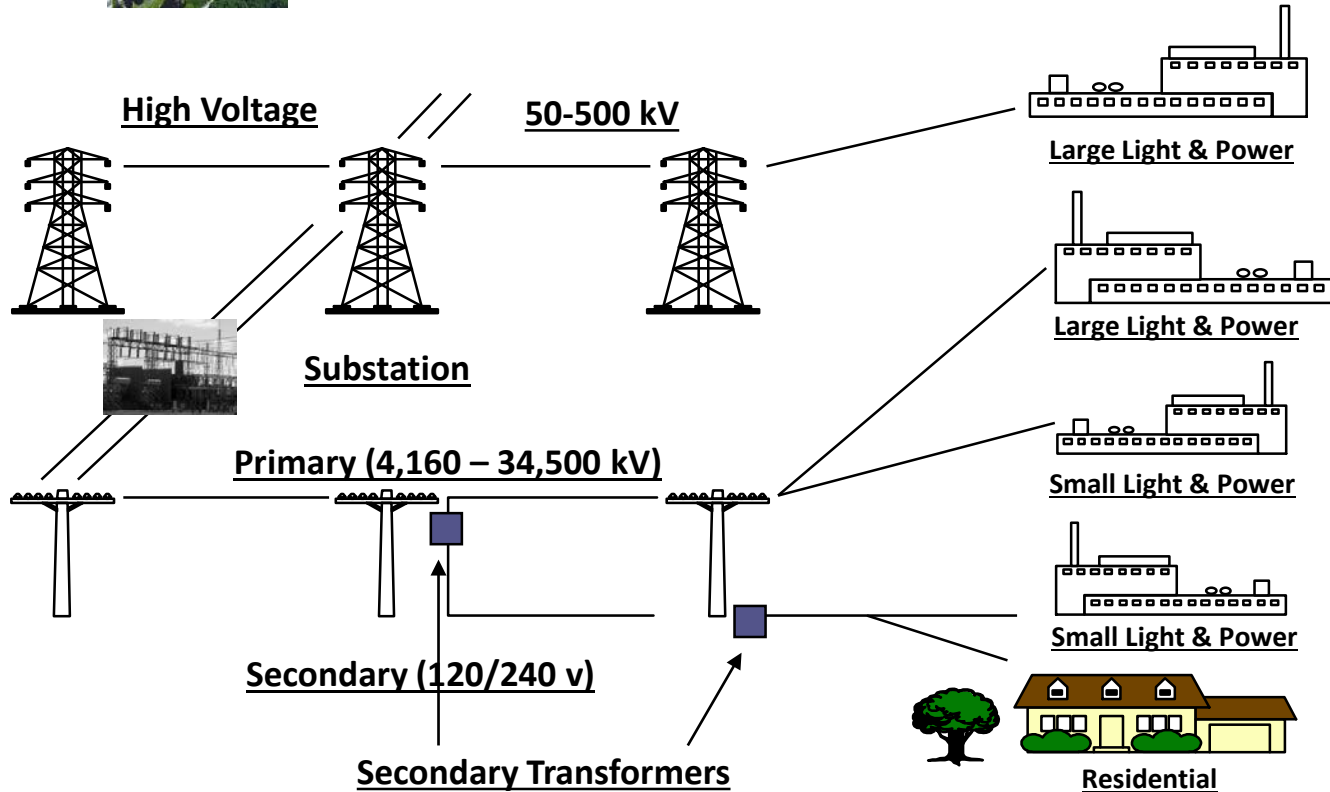 High Voltage
50-500 kV
Large Light & Power
Large Light & Power
Substation
Primary (4,160 – 34,500 kV)
Small Light & Power
Small Light & Power
Secondary (120/240 v)
Secondary Transformers
Residential